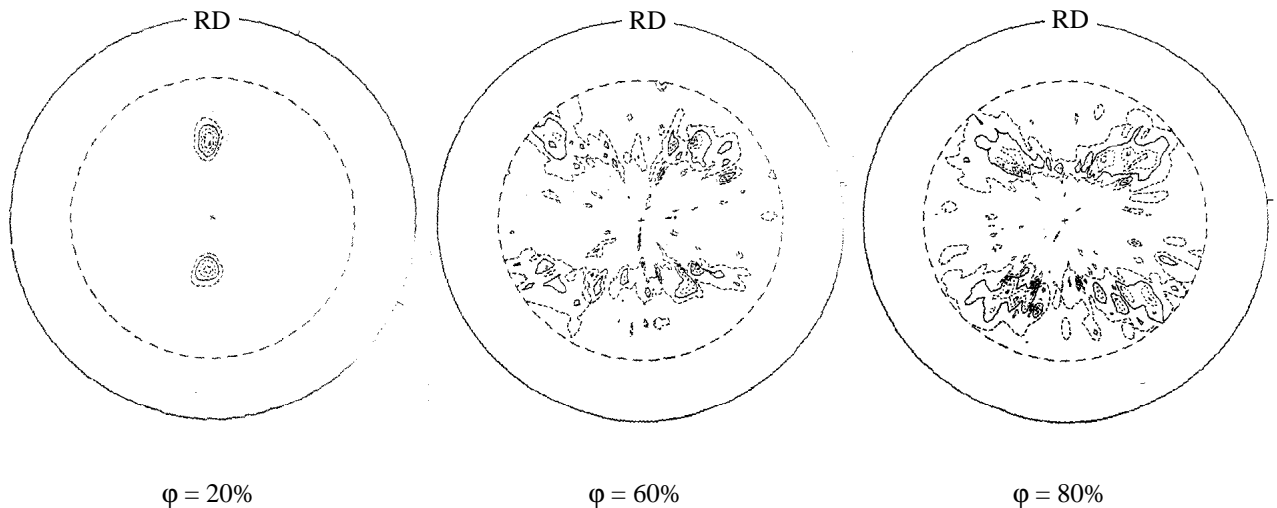 RD RD RD
φ = 20% φ = 60% φ = 80%